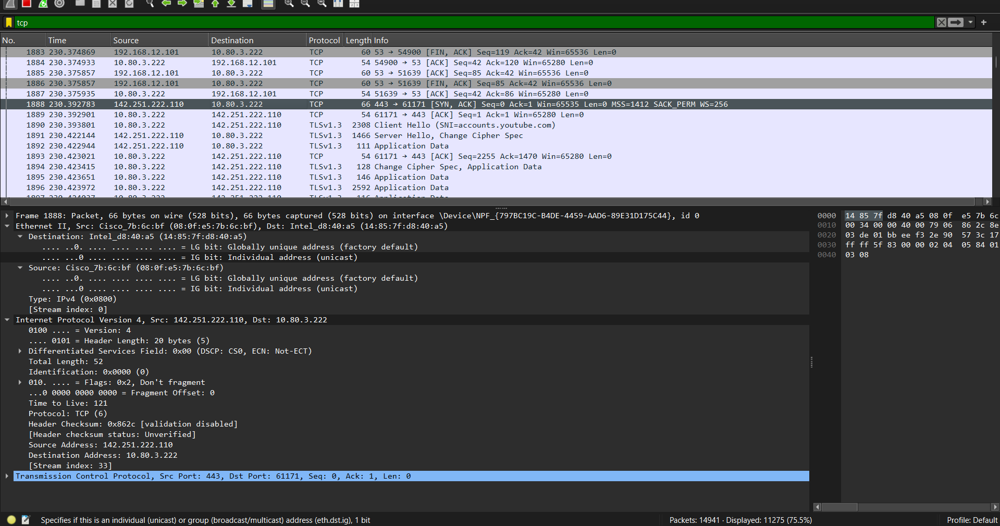 tcp
No. Time Source Destination Protocol Length Info
1883 230.374869 192.168.12.101 10.80.3.222 TCP 60 53 → 54900 [FIN, ACK] Seq=119 Ack=42 Win=65536 Len=0
1884 230.374933 10.80.3.222 192.168.12.101 TCP 54 54900 → 53 [ACK] Seq=42 Ack=120 Win=65280 Len=0
1885 230.375857 192.168.12.101 10.80.3.222 TCP 60 53 → 51639 [ACK] Seq=85 Ack=42 Win=65536 Len=0
1886 230.375857 192.168.12.101 10.80.3.222 TCP 60 53 → 51639 [FIN, ACK] Seq=85 Ack=42 Win=65536 Len=0
1887 230.375935 10.80.3.222 192.168.12.101 TCP 54 51639 → 53 [ACK] Seq=42 Ack=86 Win=65280 Len=0
1888 230.392783 142.251.222.110 10.80.3.222 TCP 66 443 → 61171 [SYN, ACK] Seq=0 Ack=1 Win=65535 Len=0 MSS=1412 SACK_PERM WS=256
1889 230.392901 10.80.3.222 142.251.222.110 TCP 54 61171 → 443 [ACK] Seq=1 Ack=1 Win=65280 Len=0
1890 230.393801 10.80.3.222 142.251.222.110 TLSv1.3 2308 Client Hello (SNI=accounts.youtube.com)
1891 230.422144 142.251.222.110 10.80.3.222 TLSv1.3 1466 Server Hello, Change Cipher Spec
1892 230.422944 142.251.222.110 10.80.3.222 TLSv1.3 111 Application Data
1893 230.423021 10.80.3.222 142.251.222.110 TCP 54 61171 → 443 [ACK] Seq=2255 Ack=1470 Win=65280 Len=0
1894 230.423415 10.80.3.222 142.251.222.110 TLSv1.3 128 Change Cipher Spec, Application Data
1895 230.423651 10.80.3.222 142.251.222.110 TLSv1.3 146 Application Data
1896 230.423972 10.80.3.222 142.251.222.110 TLSv1.3 2592 Application Data
Frame 1888: Packet, 66 bytes on wire (528 bits), 66 bytes captured (528 bits) on interface \Device\NPF_{797BC19C-B4DE-4459-AAD6-89E31D175C44}, id 0
Ethernet II, Src: Cisco_7b:6c:bf (08:0f:e5:7b:6c:bf), Dst: Intel_d8:40:a5 (14:85:7f:d8:40:a5)
Destination: Intel_d8:40:a5 (14:85:7f:d8:40:a5)
.... ..0. .... .... .... .... = LG bit: Globally unique address (factory default)
.... ...0 .... .... .... .... = IG bit: Individual address (unicast)
Source: Cisco_7b:6c:bf (08:0f:e5:7b:6c:bf)
.... ..0. .... .... .... .... = LG bit: Globally unique address (factory default)
.... ...0 .... .... .... .... = IG bit: Individual address (unicast)
Type: IPv4 (0x0800)
[Stream index: 0]
Internet Protocol Version 4, Src: 142.251.222.110, Dst: 10.80.3.222
0100 .... = Version: 4
.... 0101 = Header Length: 20 bytes (5)
Differentiated Services Field: 0x00 (DSCP: CS0, ECN: Not-ECT)
Total Length: 52
Identification: 0x0000 (0)
010. .... = Flags: 0x2, Don't fragment
...0 0000 0000 0000 = Fragment Offset: 0
Time to Live: 121
Protocol: TCP (6)
Header Checksum: 0x862c [validation disabled]
[Header checksum status: Unverified]
Source Address: 142.251.222.110
Destination Address: 10.80.3.222
[Stream index: 33]
Transmission Control Protocol, Src Port: 443, Dst Port: 61171, Seq: 0, Ack: 1, Len: 0
0000 14 85 7f d8 40 a5 08 0f e5 7b 6c
0010 00 34 00 00 40 00 79 06 86 2c 8e
0020 03 de 01 bb ee f3 2e 90 57 3c 17
0030 ff ff 5f 83 00 00 02 04 05 84 01
0040 03 08
Specifies if this is an individual (unicast) or group (broadcast/multicast) address (eth.dst.ig), 1 bit
Packets: 14941 · Displayed: 11275 (75.5%)
Profile: Default